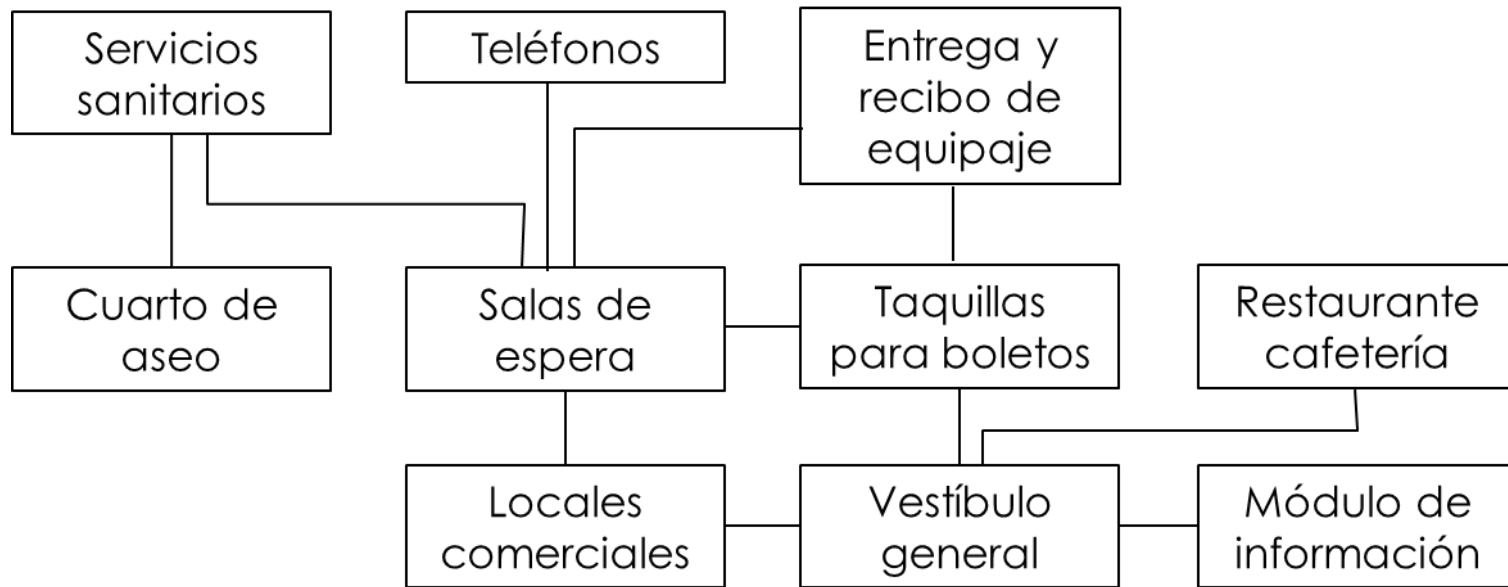 Servicios
sanitarios
Teléfonos
Entrega y
recibo de
equipaje
Cuarto de
aseo
Salas de
espera
Taquillas
para boletos
Restaurante
cafetería
Locales
comerciales
Vestíbulo
general
Módulo de
información